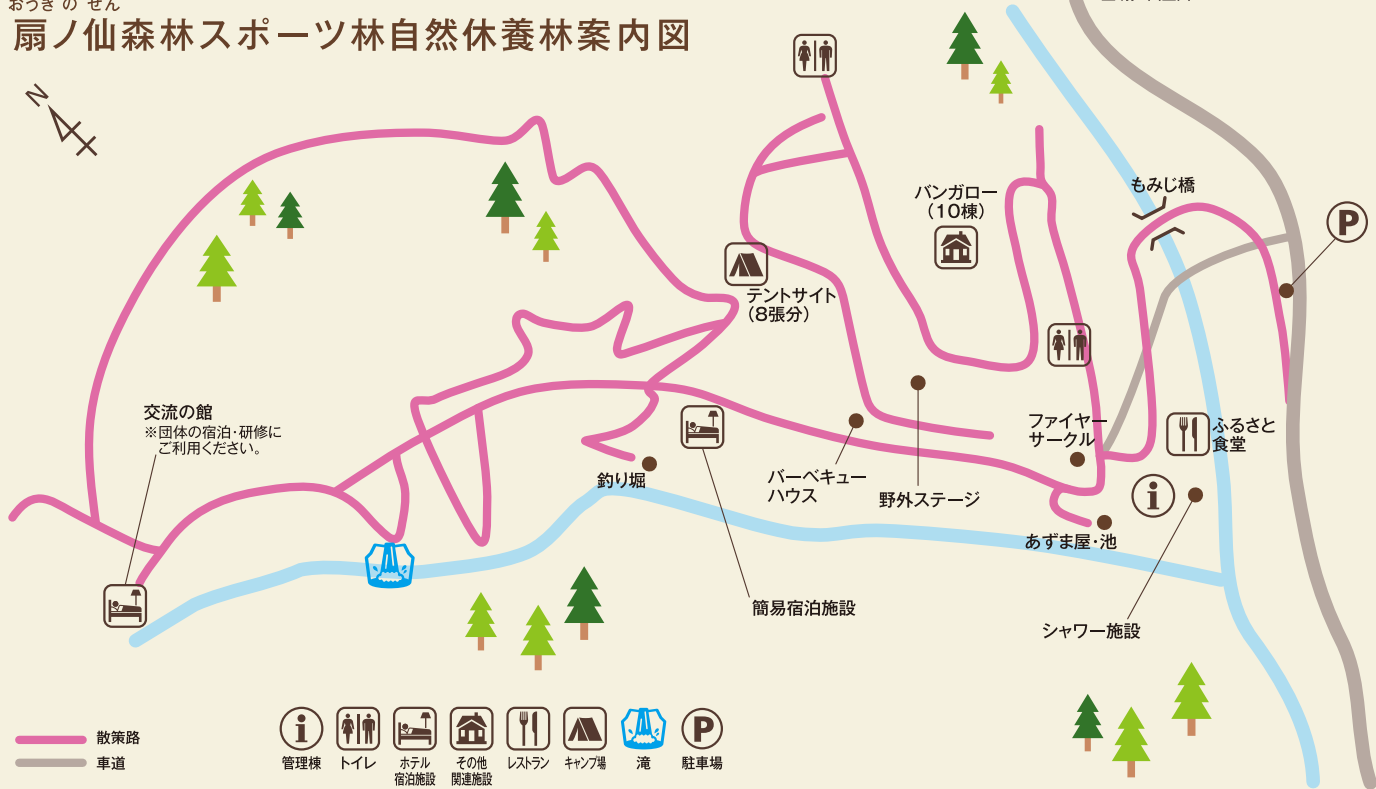 おうぎ の せん
扇ノ仙森林スポーツ林自然休養林案内図
N
もみじ橋
P
バンガロー
(10棟)
テントサイト
(8張分)
交流の館
※団体の宿泊・研修に
ご利用ください。
ファイヤー
サークル
ふるさと
食堂
釣り堀
バーベキュー
ハウス
野外ステージ
i
あずま屋・池
簡易宿泊施設
シャワー施設
散策路
車道
i
管理棟
トイレ
ホテル
宿泊施設
その他
関連施設
レストラン
キャンプ場
滝
P
駐車場